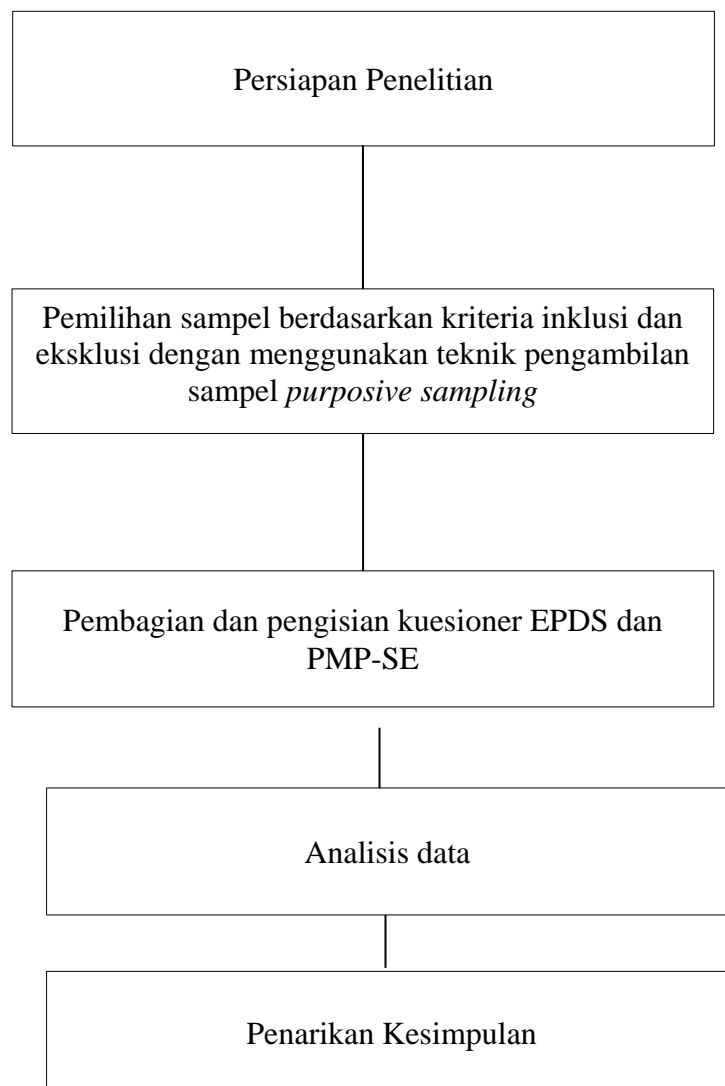 Persiapan Penelitian
Pemilihan sampel berdasarkan kriteria inklusi dan
eksklusi dengan menggunakan teknik pengambilan
sampel purposive sampling
Pembagian dan pengisian kuesioner EPDS dan
PMP-SE
Analisis data
Penarikan Kesimpulan